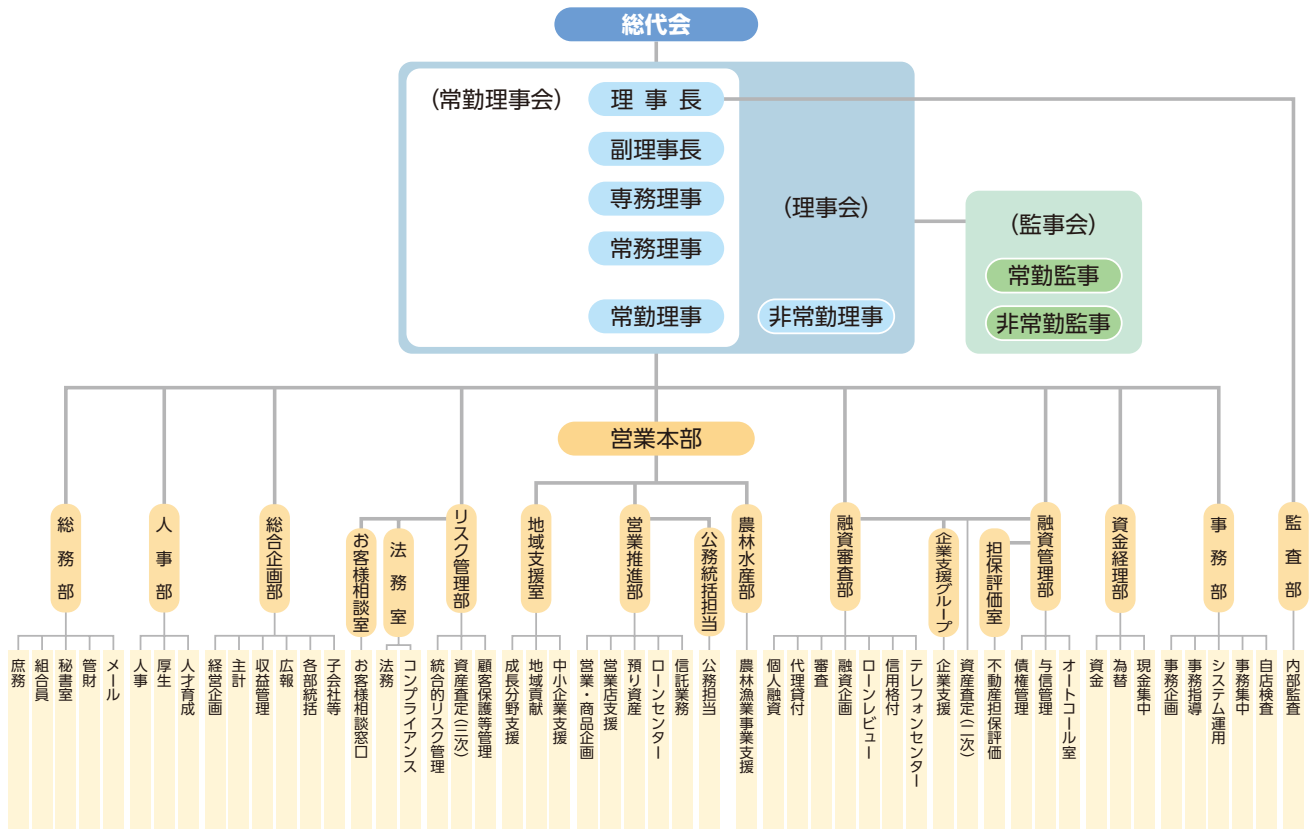 総代会
(常勤理事会)
理事長
副理事長
専務理事
常務理事
常勤理事
(理事会)
非常勤理事
(監事会)
常勤監事
非常勤監事
営業本部
総務部
人事部
総合企画部
お客様相談室
法務室
リスク管理部
地域支援室
営業推進部
公務統括担当
農林水産部
融資審査部
企業支援グループ
担保評価室
融資管理部
資金経理部
事務部
監査部
庶務
組合員
秘書室
管財
メール
人事
厚生
人才育成
経営企画
主計
収益管理
広報
各部統括
子会社等
お客様相談窓口
法務
コンプライアンス
統合的リスク管理
資産査定(三次)
顧客保護等管理
成長分野支援
地域貢献
中小企業支援
営業・商品企画
営業店支援
預り資産
ローンセンター
信託業務
公務担当
農林漁業事業支援
個人融資
代理貸付
審査
融資企画
ローンレビュー
信用格付
テレフォンセンター
企業支援
資産査定(二次)
不動産担保評価
債権管理
与信管理
オートコール室
資金
為替
現金集中
事務企画
事務指導
システム運用
事務集中
自店検査
内部監査